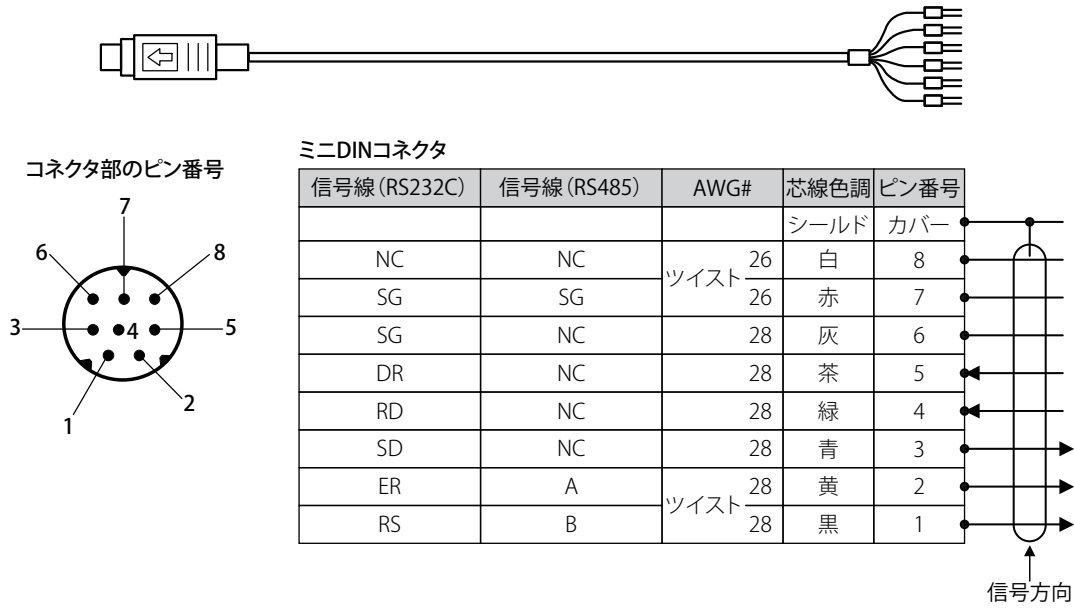 コネクタ部のピン番号
7
6
8
3
4
5
1
2
ミニDINコネクタ
信号線(RS232C) 信号線(RS485) AWG# 芯線色調 ピン番号
シールド カバー
NC NC 26 白 8
ツイスト
SG SG 26 赤 7
SG NC 28 灰 6
DR NC 28 茶 5
RD NC 28 緑 4
SD NC 28 青 3
ER A 28 黄 2
ツイスト
RS B 28 黒 1
信号方向